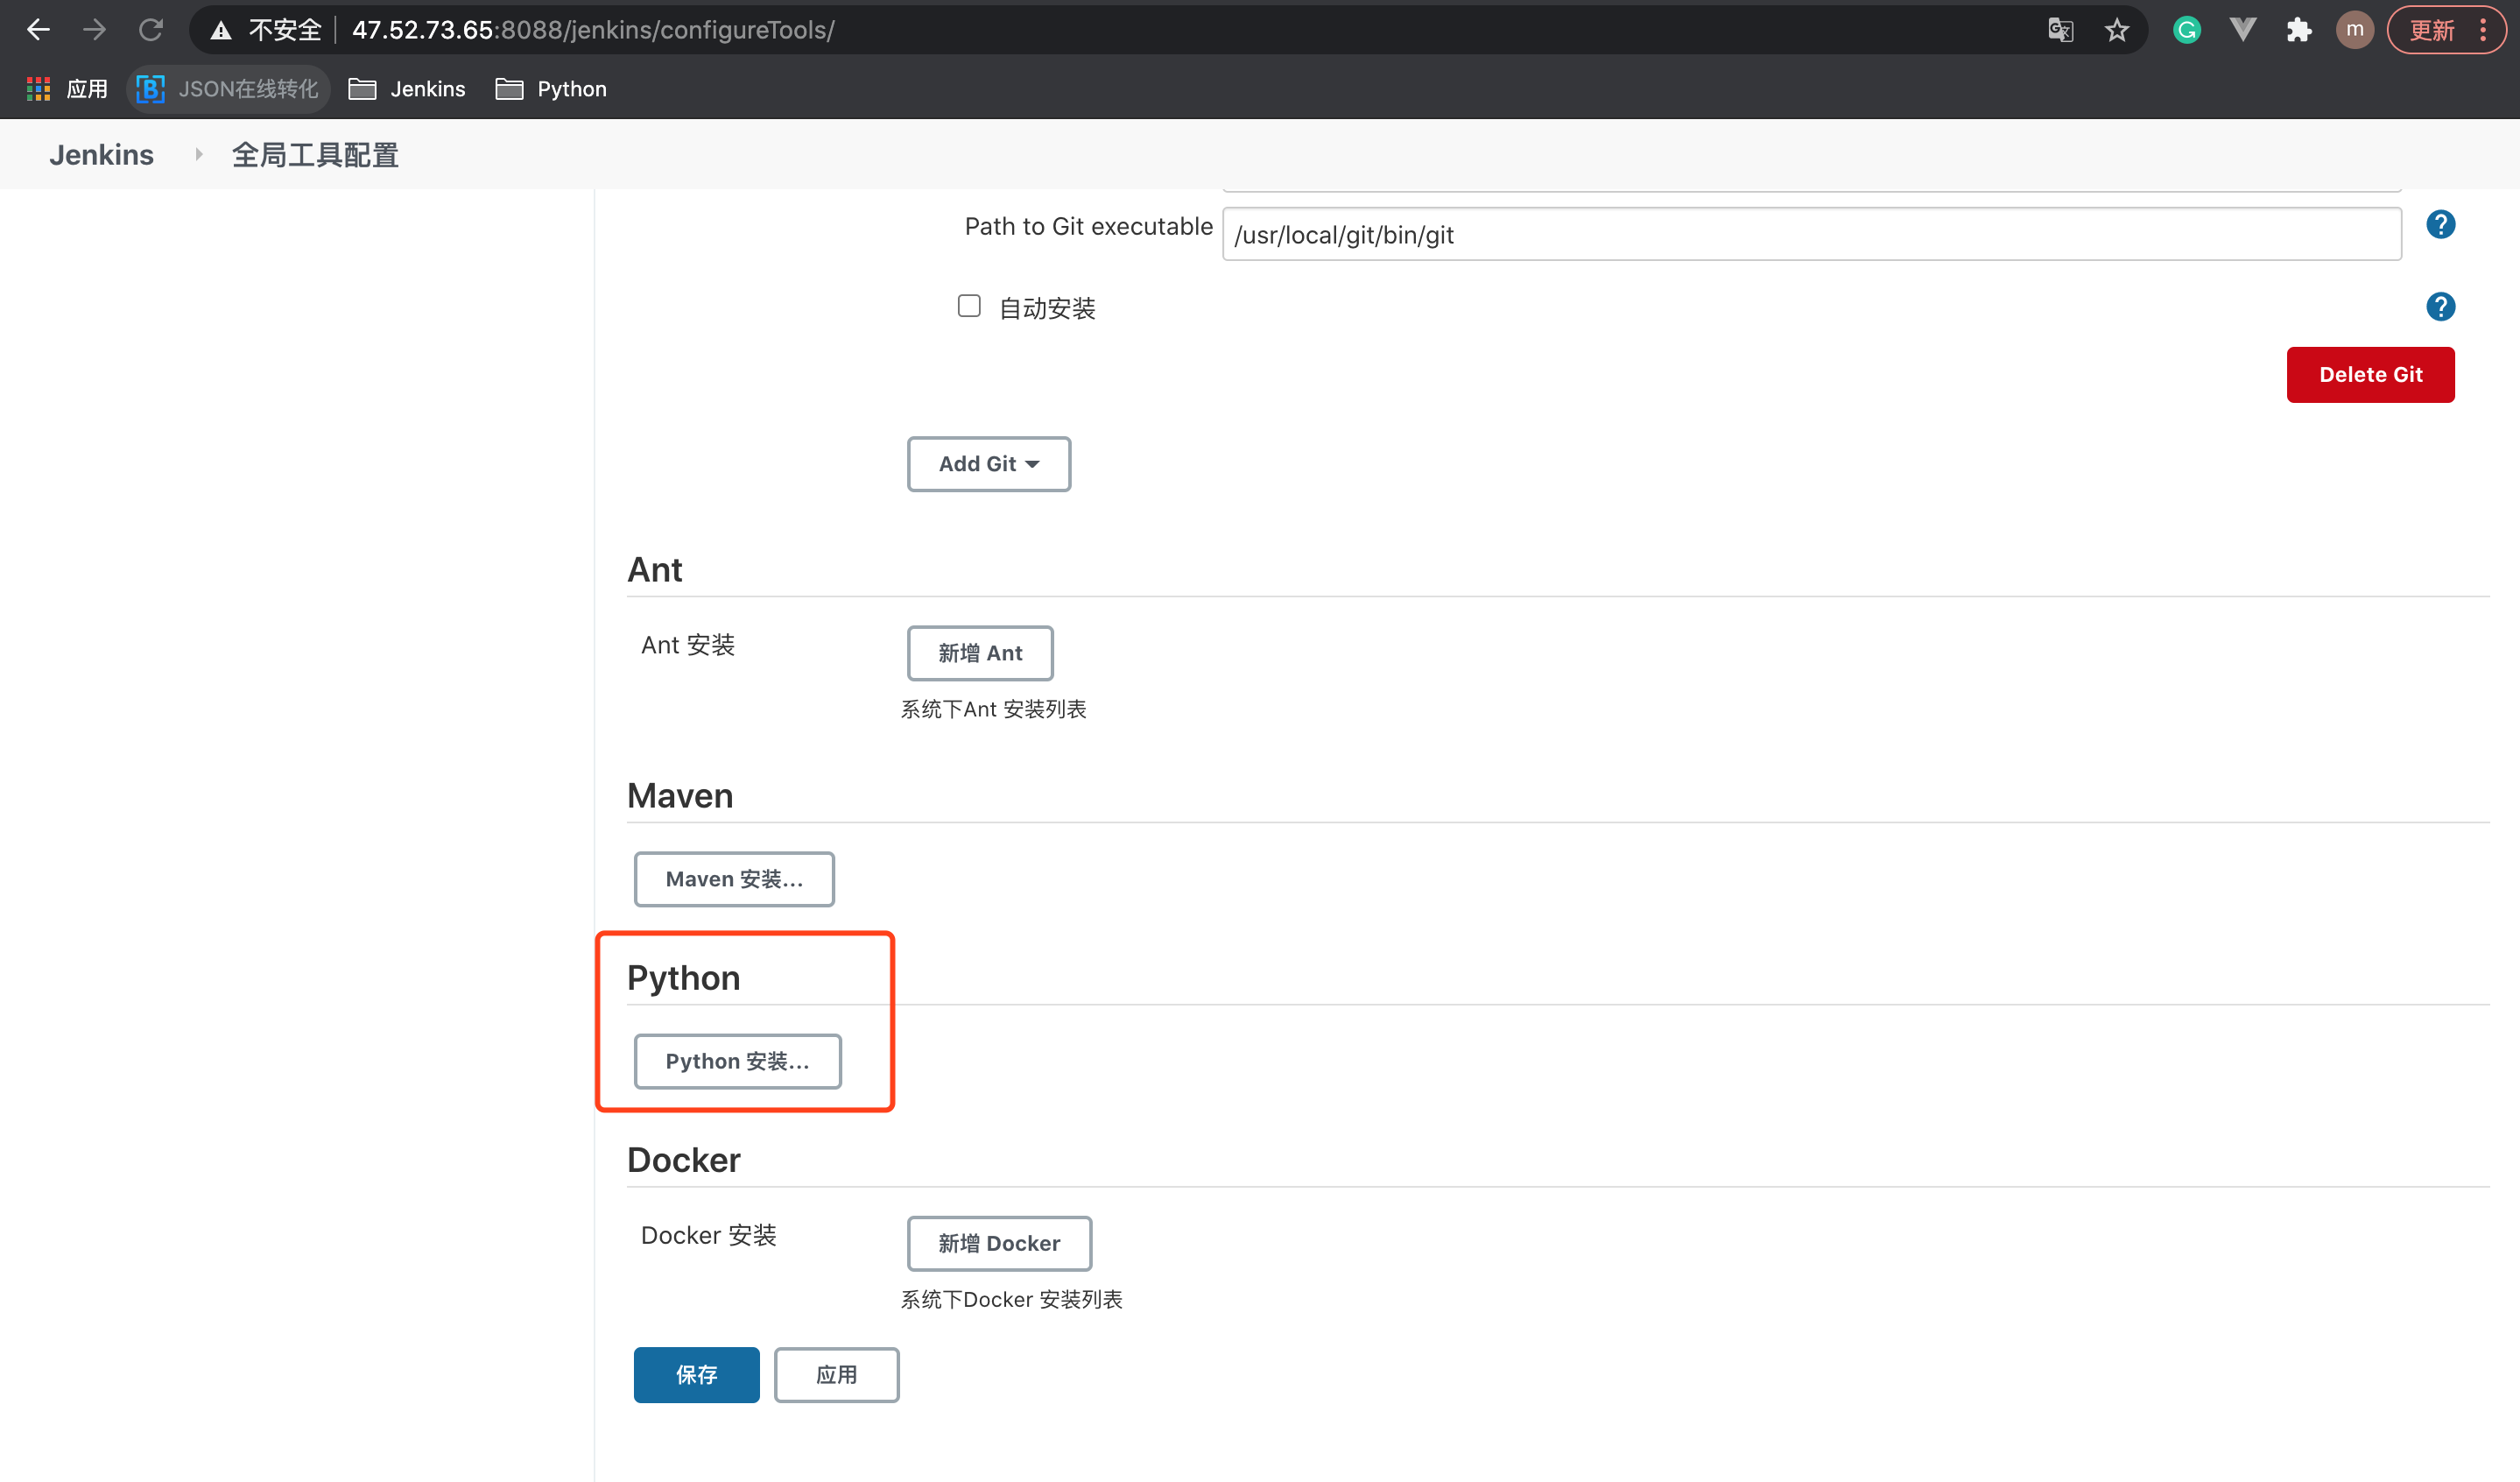 不安全 47.52.73.65:8088/jenkins/configureTools/ m 更新
应用 JSON在线转化 Jenkins Python
Jenkins 全局工具配置
Path to Git executable /usr/local/git/bin/git ?
自动安装 ?
Delete Git
Add Git
Ant
Ant 安装 新增 Ant
系统下Ant 安装列表
Maven
Maven 安装...
Python
Python 安装...
Docker
Docker 安装 新增 Docker
系统下Docker 安装列表
保存 应用